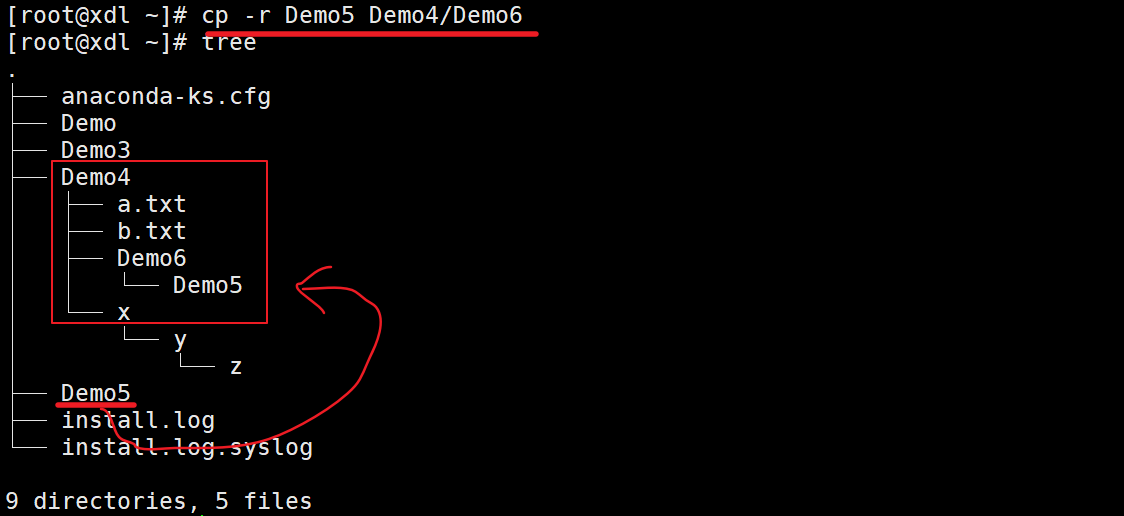 [root@xdl ~]# cp -r Demo5 Demo4/Demo6
[root@xdl ~]# tree
.
├── anaconda-ks.cfg
├── Demo
├── Demo3
├── Demo4
│   ├── a.txt
│   ├── b.txt
│   ├── Demo6
│   │   └── Demo5
│   └── x
│       └── y
│           └── z
├── Demo5
├── install.log
└── install.log.syslog
9 directories, 5 files